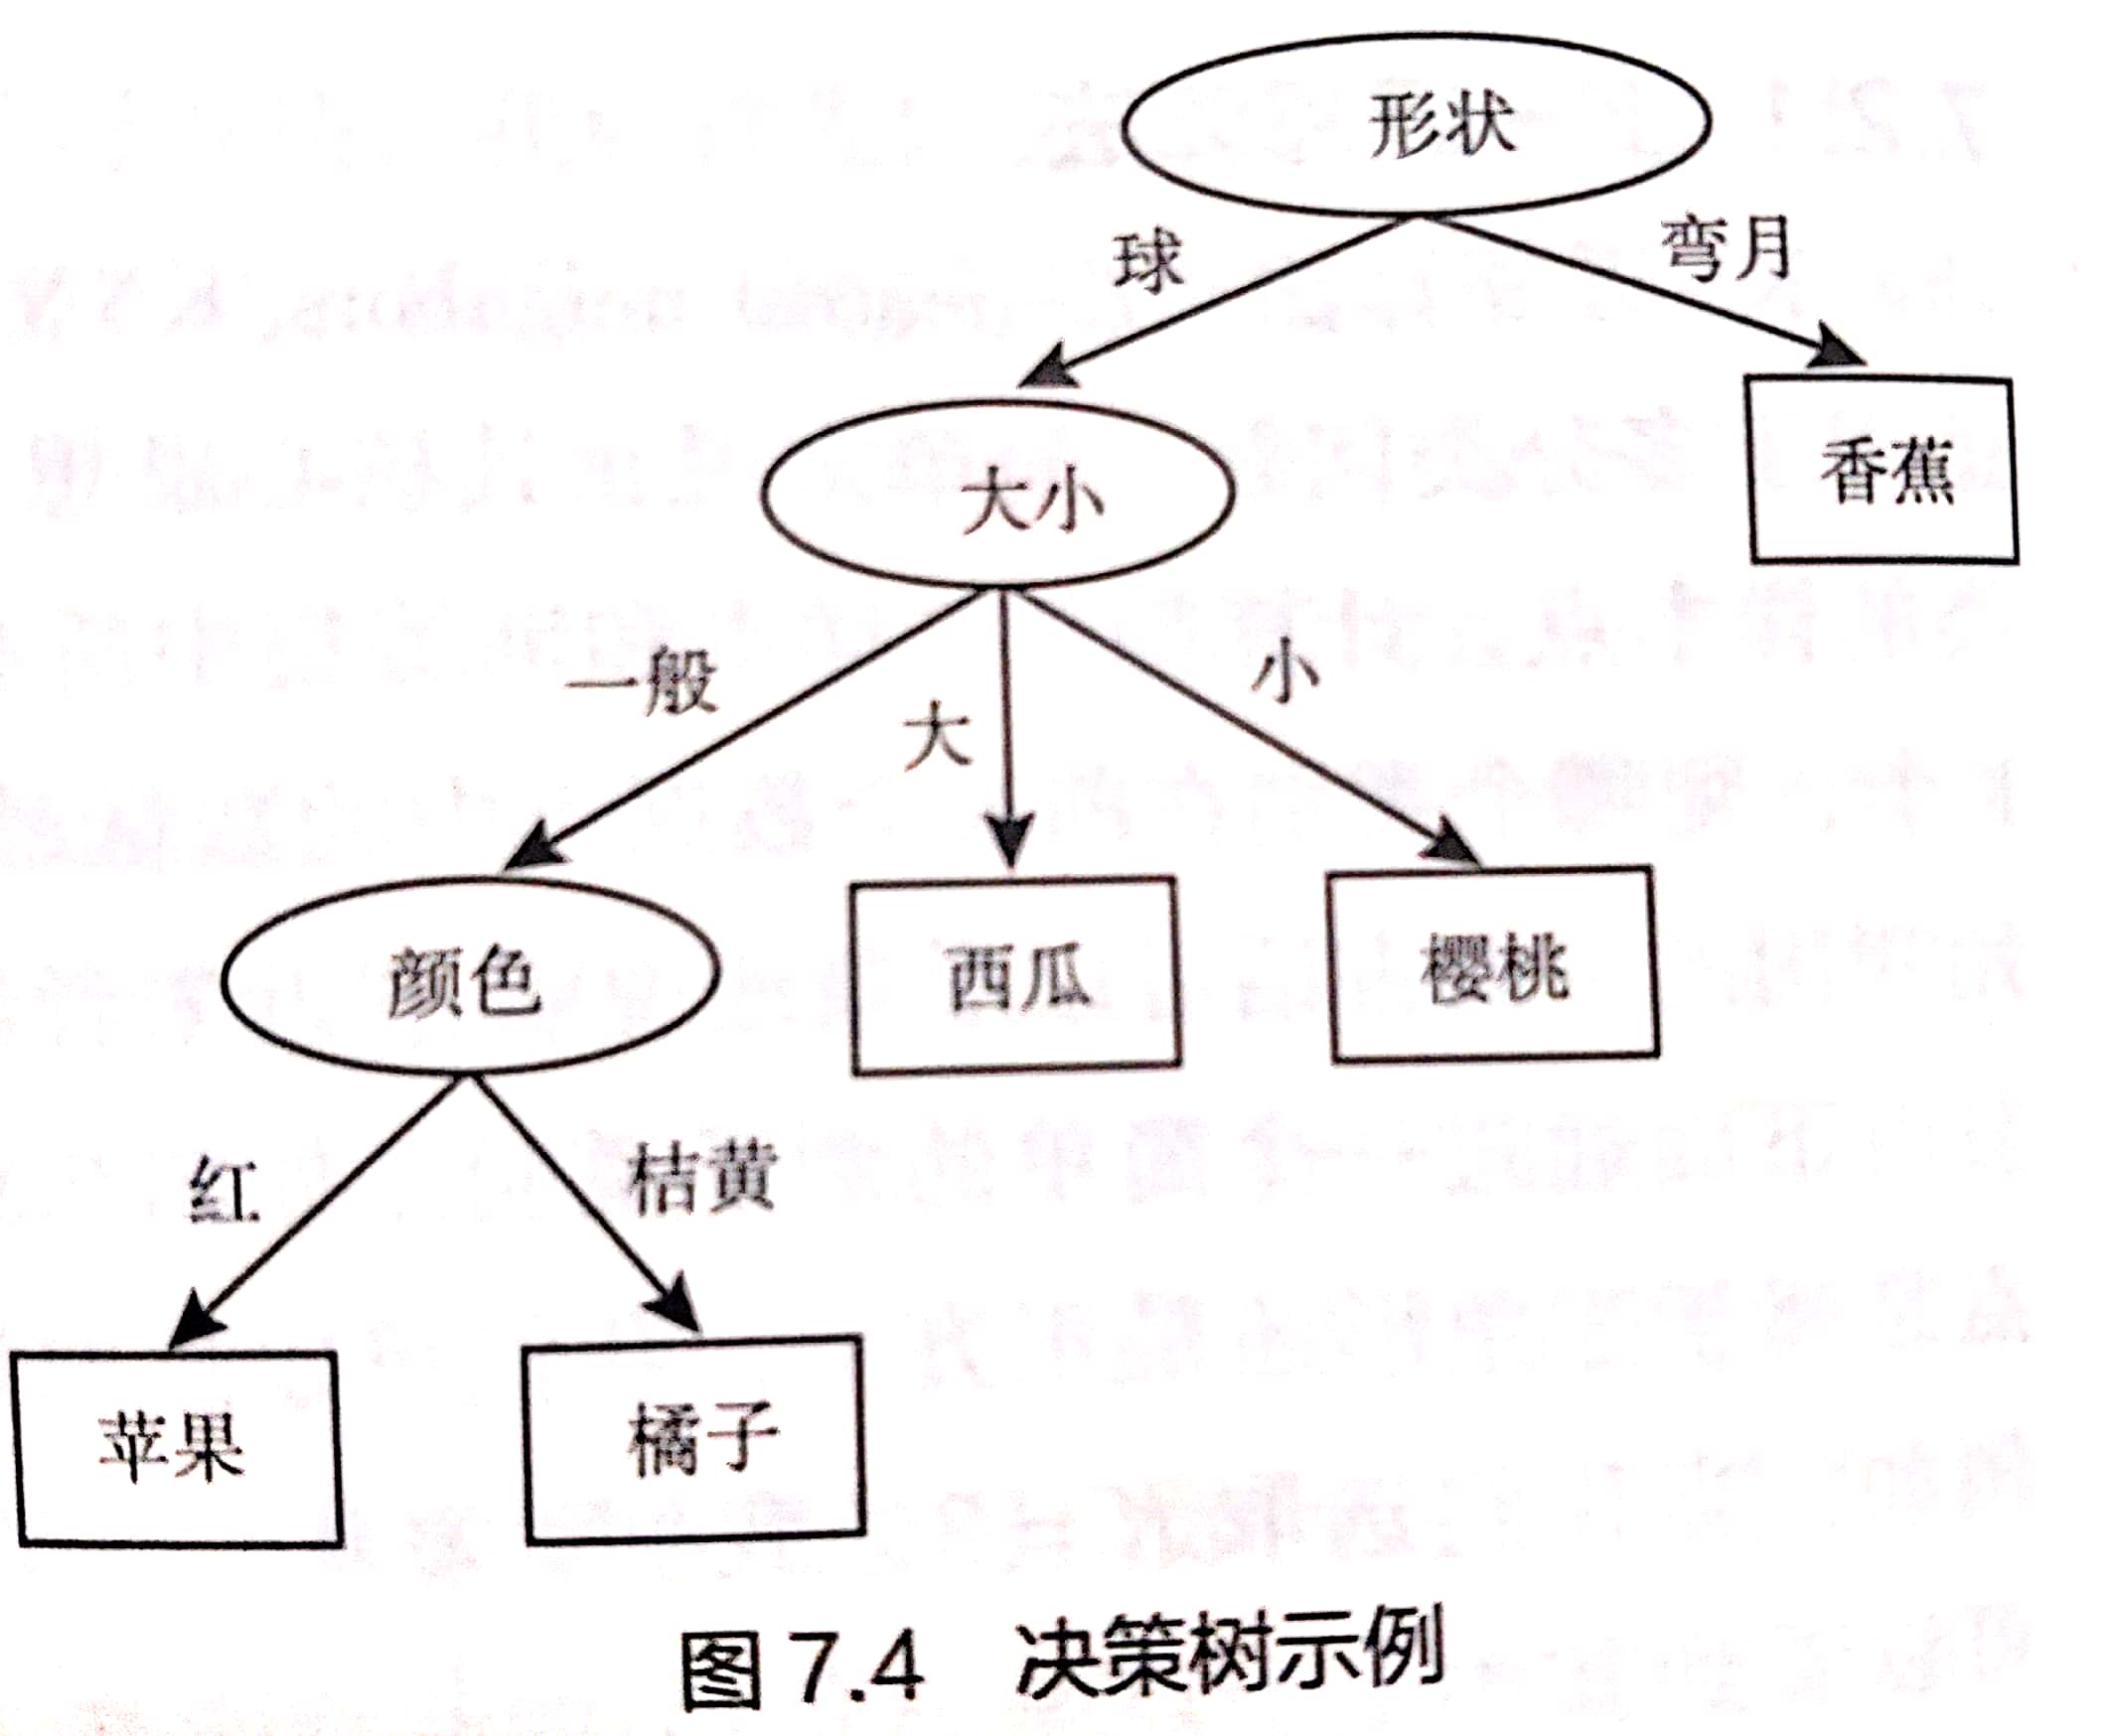 形状
球
弯月
大小
香蕉
一般
大
小
颜色
西瓜
樱桃
红
桔黄
苹果
橘子
图7.4 决策树示例